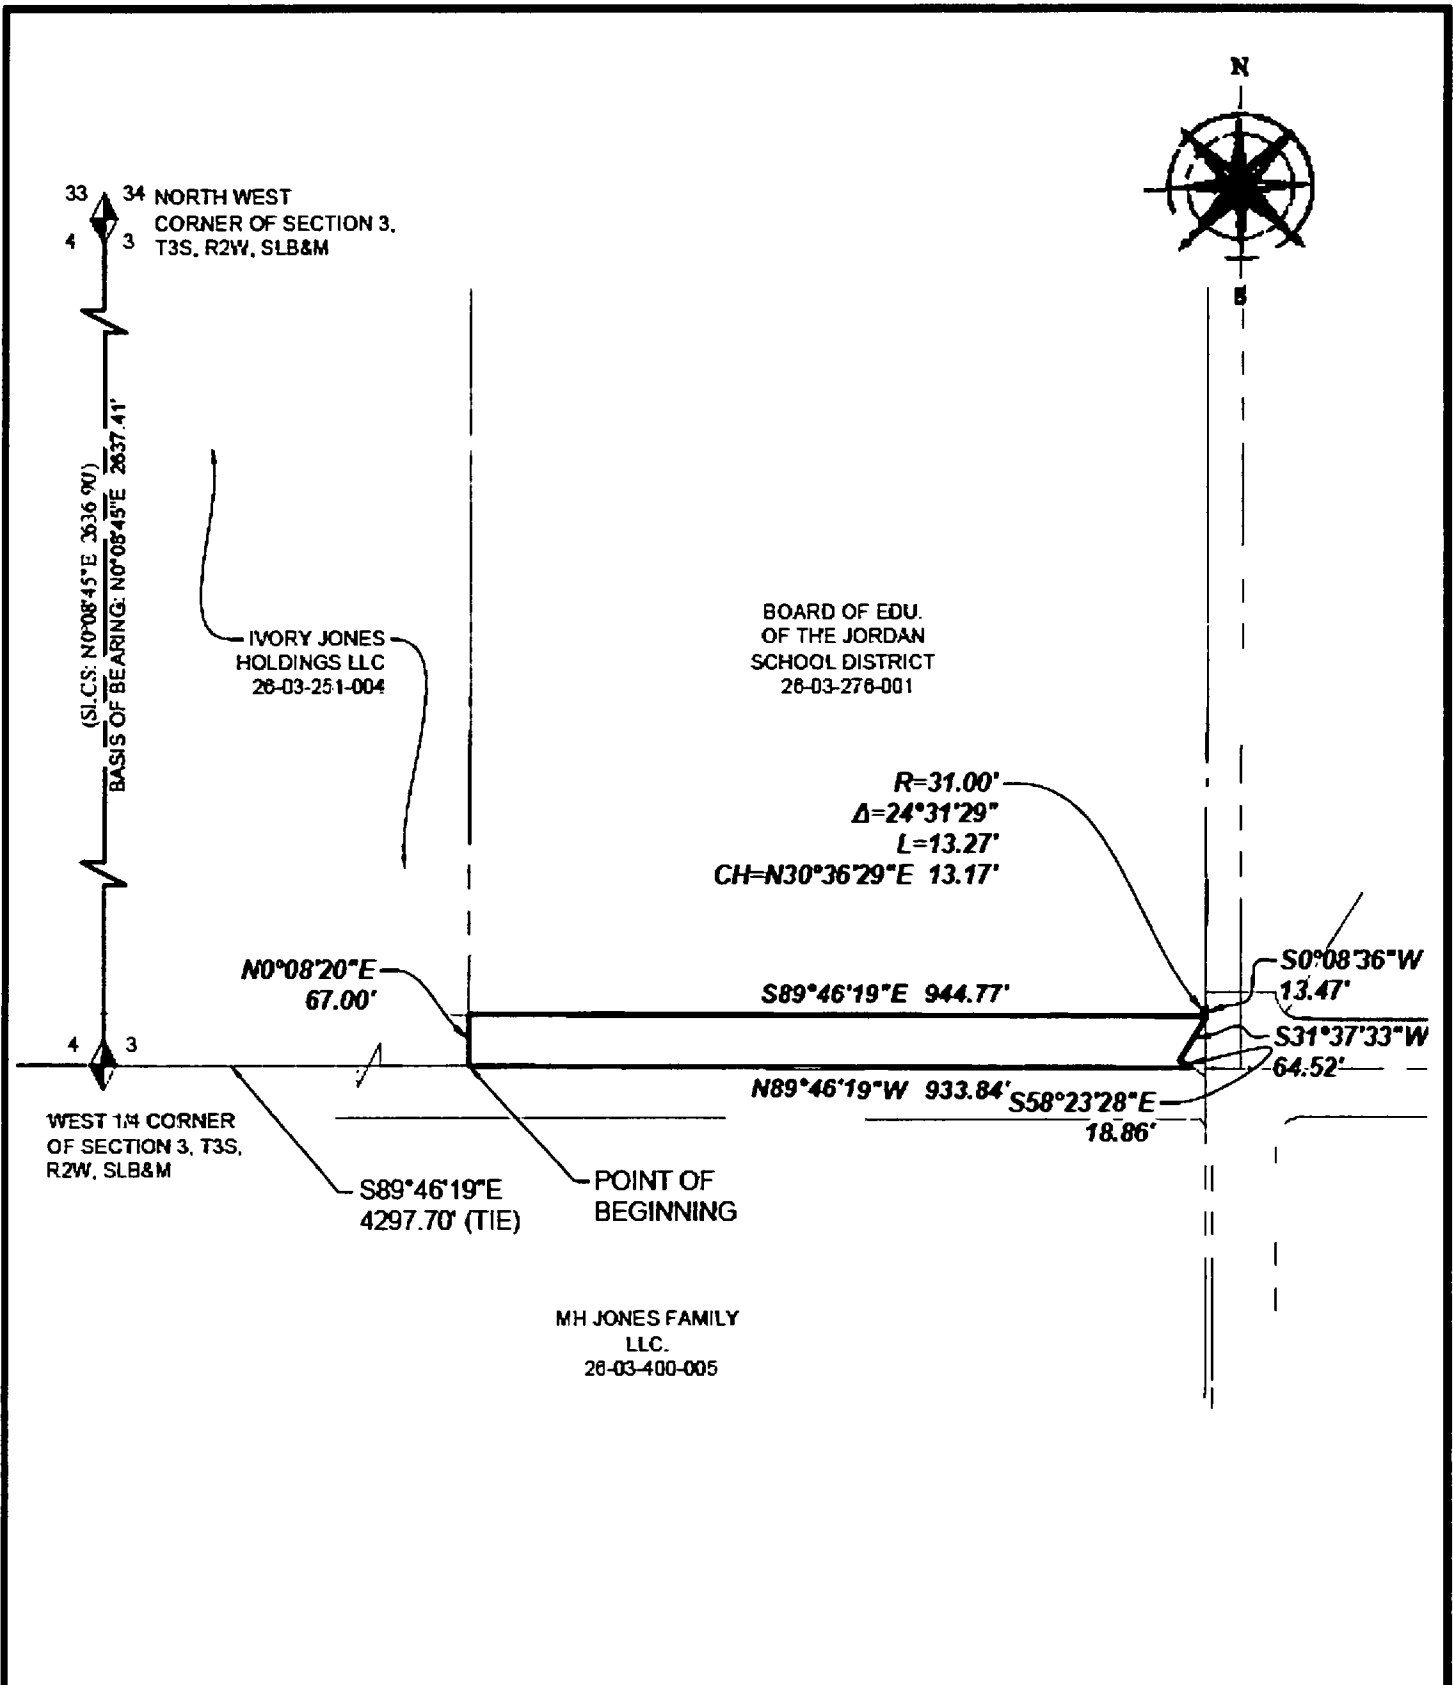 N
33 34 NORTH WEST
CORNER OF SECTION 3,
4 3 T3S, R2W, SLB&M
S
(SLCS: N0°08'45"E 2636.90')
BASIS OF BEARING: N0°08'45"E 2637.41'
IVORY JONES
HOLDINGS LLC
26-03-251-004
BOARD OF EDU.
OF THE JORDAN
SCHOOL DISTRICT
26-03-276-001
R=31.00'
Δ=24°31'29"
L=13.27'
CH=N30°36'29"E 13.17'
N0°08'20"E
67.00'
S89°46'19"E 944.77'
S0°08'36"W
13.47'
S31°37'33"W
64.52'
4 3
N89°46'19"W 933.84'
S58°23'28"E
18.86'
WEST 1/4 CORNER
OF SECTION 3, T3S,
R2W, SLB&M
S89°46'19"E
4297.70' (TIE)
POINT OF
BEGINNING
MH JONES FAMILY
LLC.
26-03-400-005